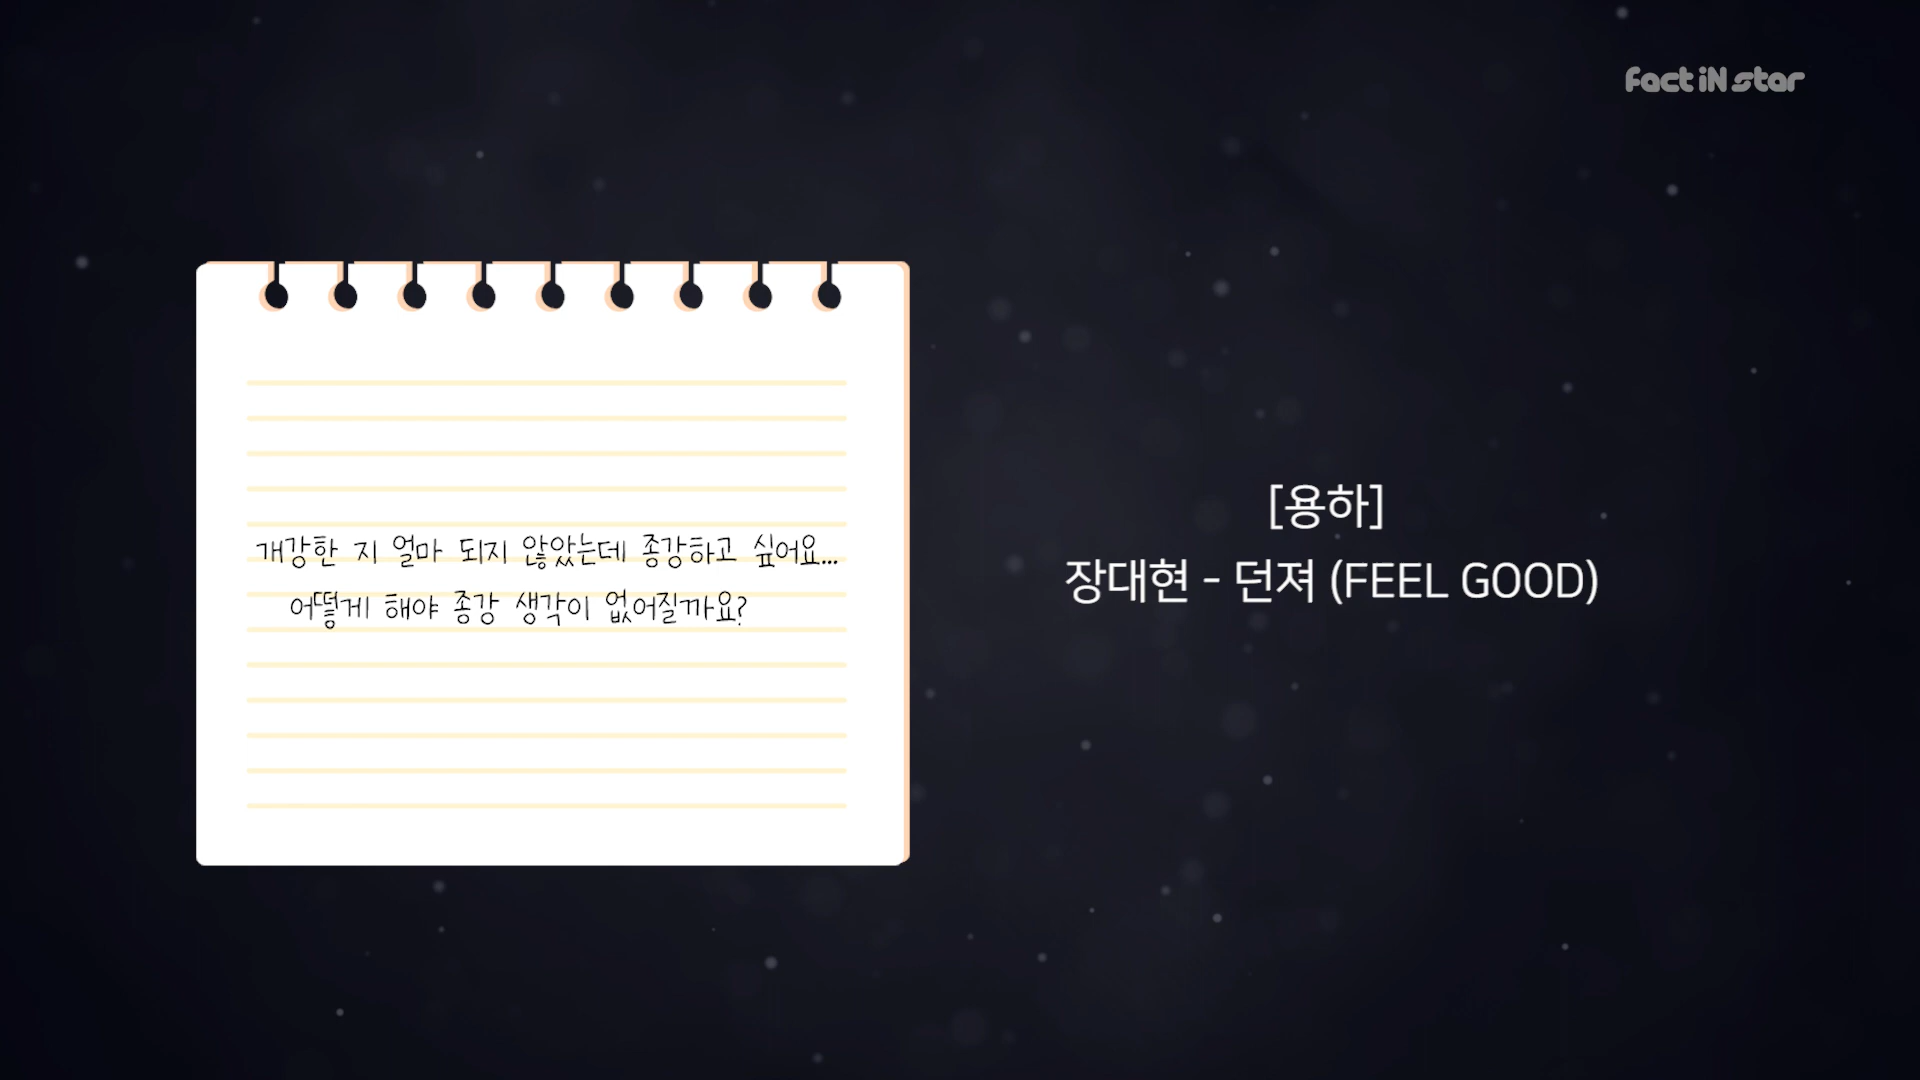 fact iN star
개강한 지 얼마 되지 않았는데 종강하고 싶어요...
어떻게 해야 종강 생각이 없어질까요?
[용하]
장대현 - 던져 (FEEL GOOD)